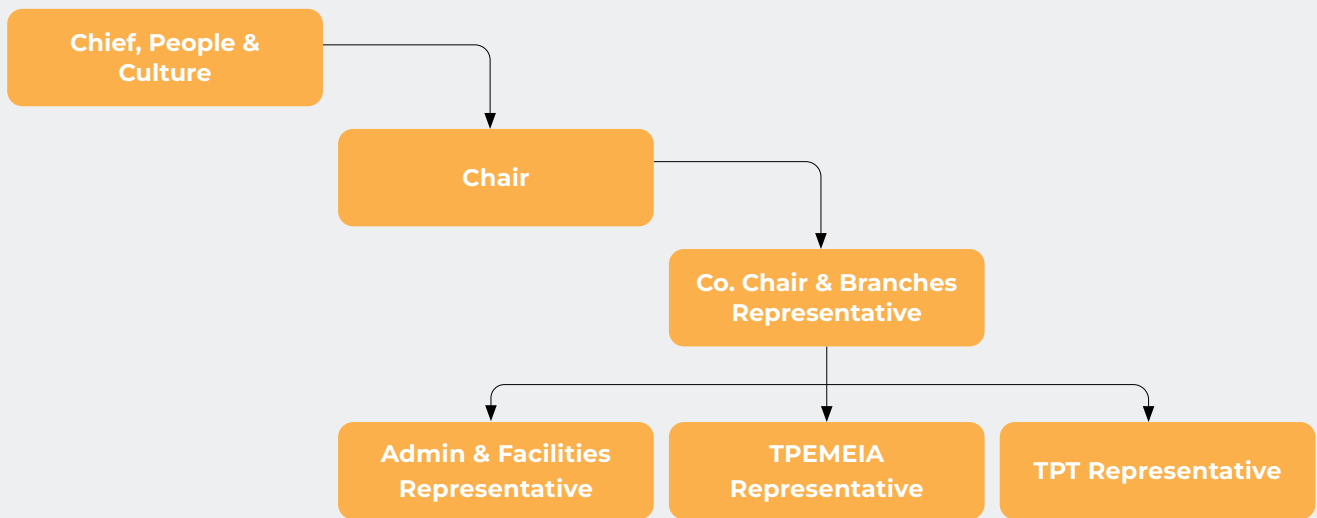 Chief, People &
Culture
Chair
Co. Chair & Branches
Representative
Admin & Facilities
Representative
TPEMEIA
Representative
TPT Representative